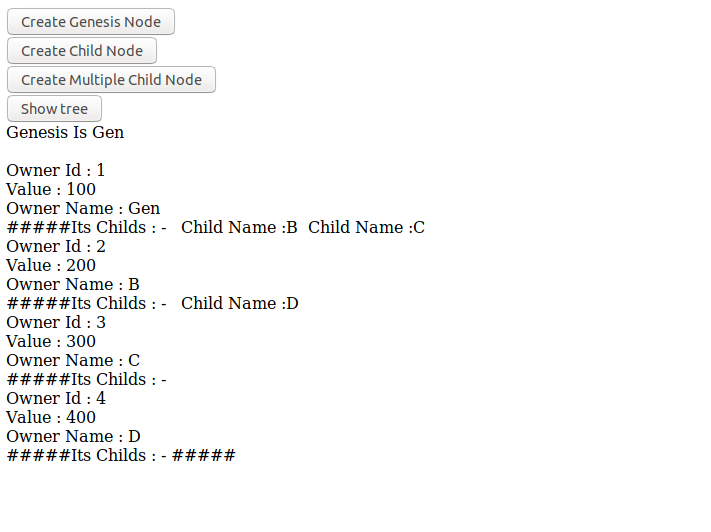 Create Genesis Node
Create Child Node
Create Multiple Child Node
Show tree
Genesis Is Gen
Owner Id : 1
Value : 100
Owner Name : Gen
#####Its Childs : -   Child Name :B  Child Name :C
Owner Id : 2
Value : 200
Owner Name : B
#####Its Childs : -   Child Name :D
Owner Id : 3
Value : 300
Owner Name : C
#####Its Childs : -
Owner Id : 4
Value : 400
Owner Name : D
#####Its Childs : - #####